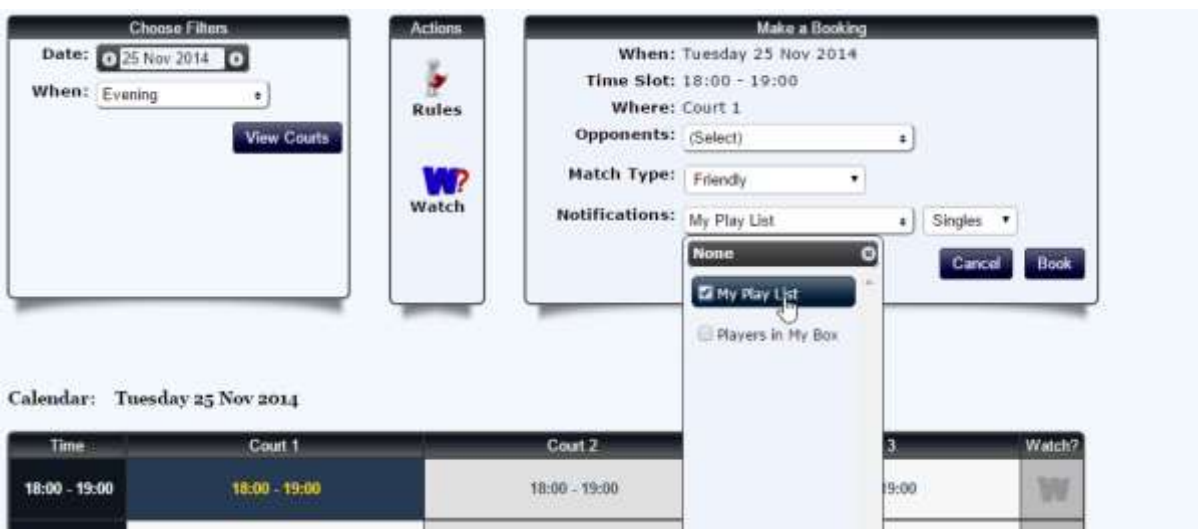 Choose Filters
Date: 25 Nov 2014
When: Evening
View Courts
Actions
Rules
W?
Watch
Make a Booking
When: Tuesday 25 Nov 2014
Time Slot: 18:00 - 19:00
Where: Court 1
Opponents: (Select)
Match Type: Friendly
Notifications: My Play List Singles
None
Cancel Book
My Play List
Players in My Box
Calendar: Tuesday 25 Nov 2014
Time Court 1 Court 2 3 Watch?
18:00 - 19:00 18:00 - 19:00 18:00 - 19:00 19:00 W